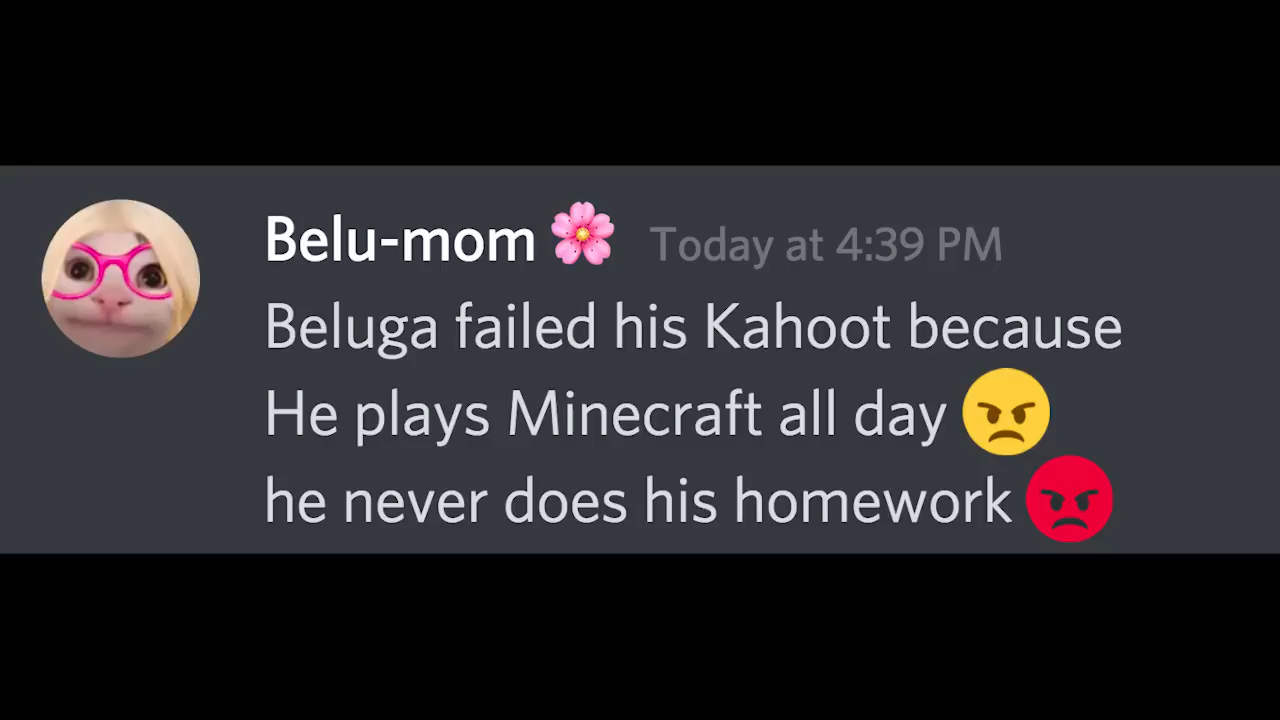 Belu-mom🌸 Today at 4:39 PM
Beluga failed his Kahoot because
He plays Minecraft all day 😠
he never does his homework 😡